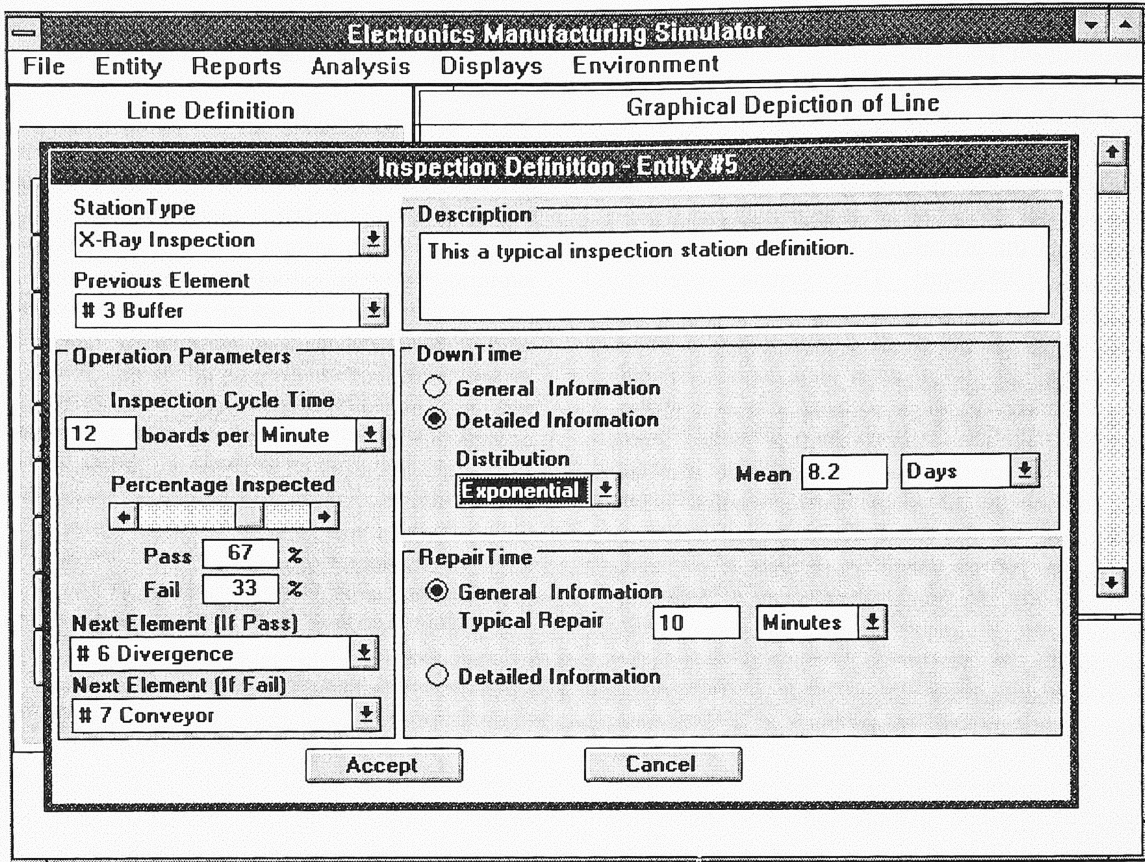 Electronics Manufacturing Simulator
File Entity Reports Analysis Displays Environment
Line Definition
Graphical Depiction of Line
Inspection Definition - Entity #5
StationType
X-Ray Inspection
Previous Element
# 3 Buffer
Description
This a typical inspection station definition.
Operation Parameters
Inspection Cycle Time
12 boards per Minute
Percentage Inspected
Pass 67 %
Fail 33 %
Next Element (If Pass)
# 6 Divergence
Next Element (If Fail)
# 7 Conveyor
DownTime
General Information
Detailed Information
Distribution
Exponential
Mean 8.2 Days
RepairTime
General Information
Typical Repair 10 Minutes
Detailed Information
Accept
Cancel